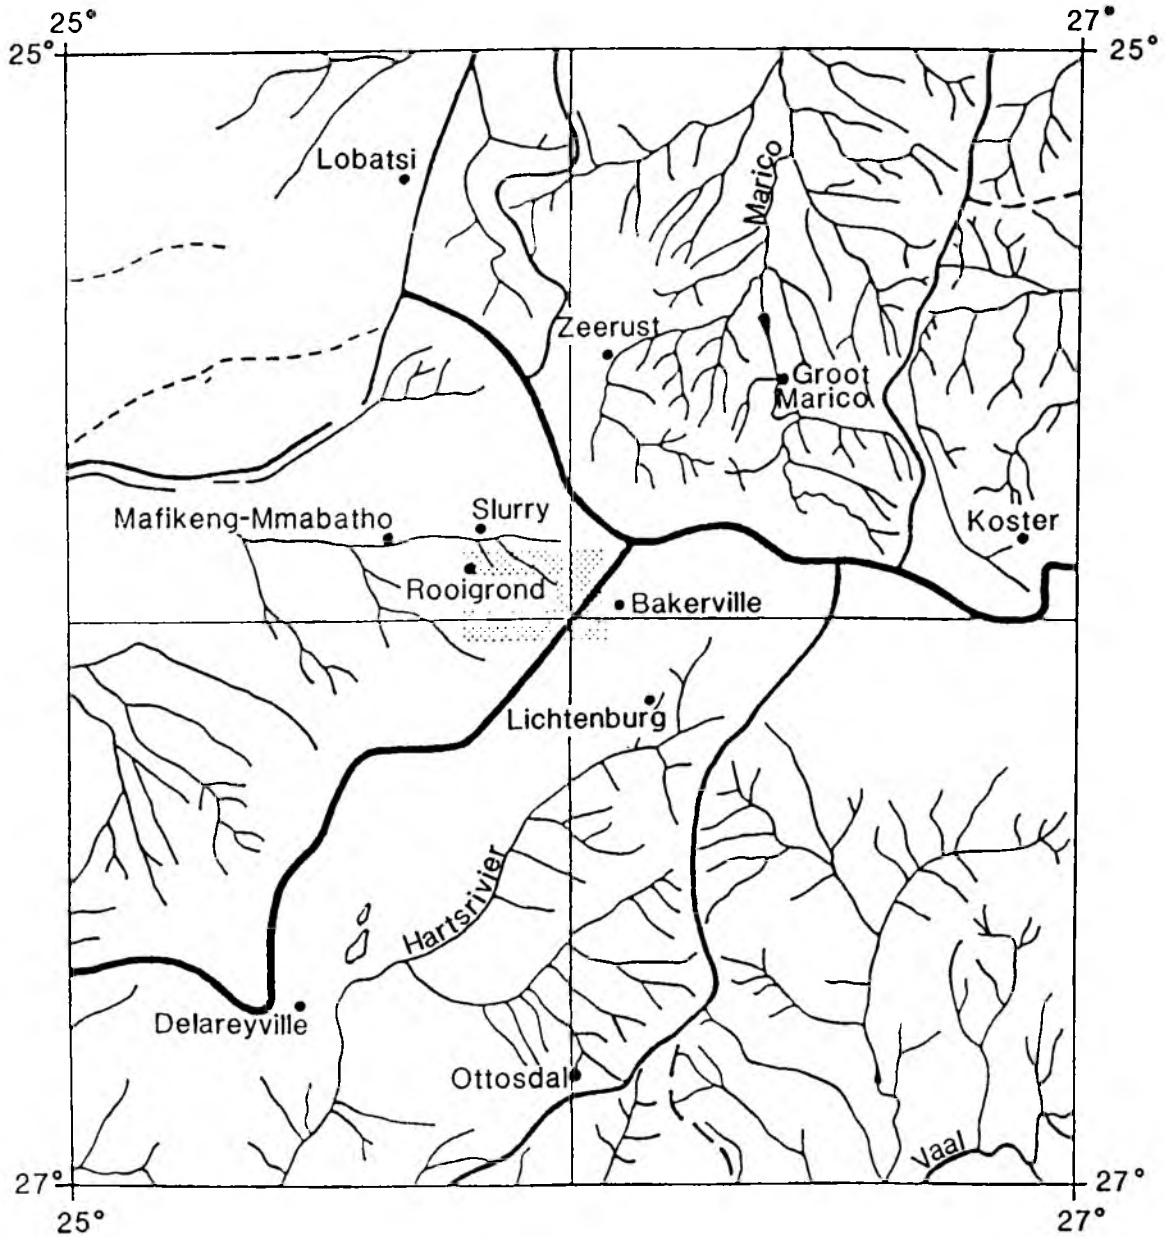 25°
27°
25°
25°
Lobatsi
Marico
Zeerust
Groot
Marico
Slurry
Mafikeng-Mmabatho
Koster
Rooigrond
Bakerville
Lichtenburg
Hartsrivier
Delareyville
Ottosdal
Vaal
27°
27°
25°
27°